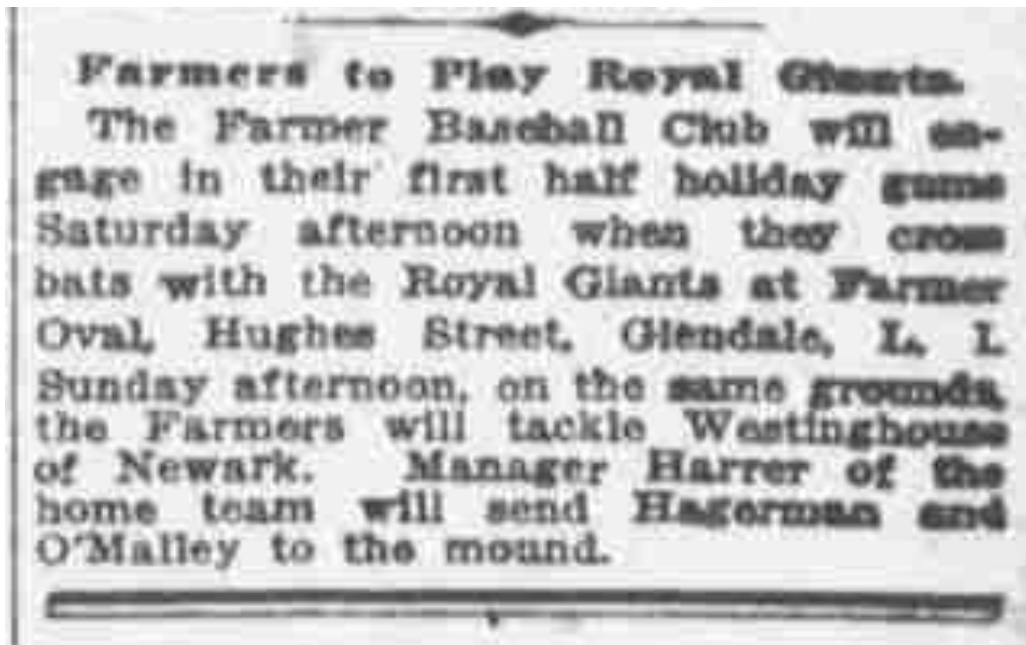 Farmers to Play Royal Giants.
The Farmer Baseball Club will en-
gage in their first half holiday game
Saturday afternoon when they cross
bats with the Royal Giants at Farmer
Oval, Hughes Street, Glendale, L. I.
Sunday afternoon, on the same grounds,
the Farmers will tackle Westinghouse
of Newark. Manager Harrer of the
home team will send Hagerman and
O'Malley to the mound.